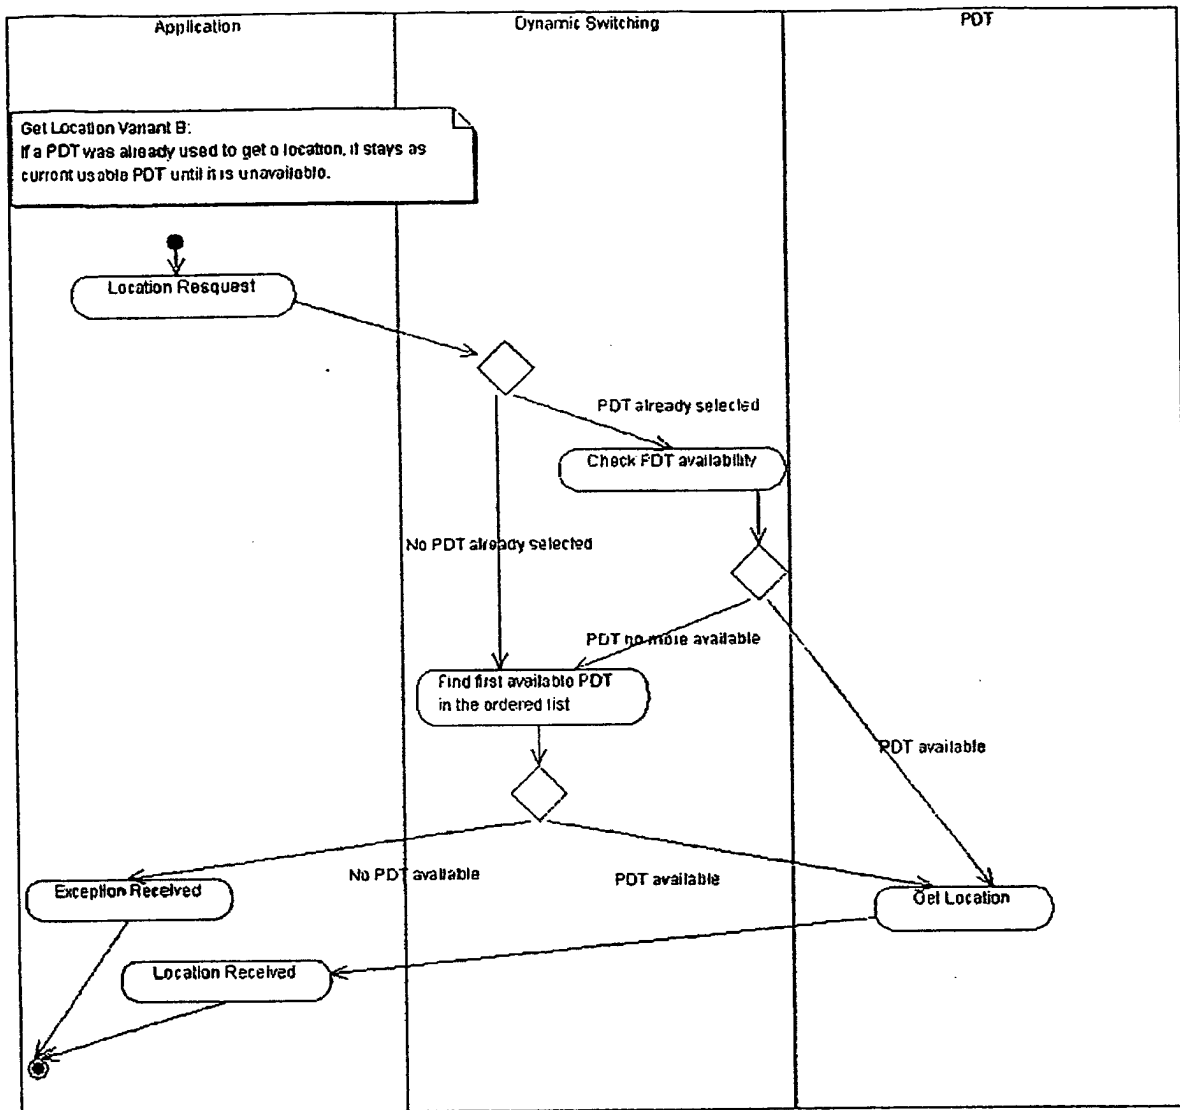 Application
Dynamic Switching
PDT
Get Location Variant B:
If a PDT was already used to get a location, it stays as
current usable PDT until it is unavailable.
Location Resquest
PDT already selected
Check PDT availability
No PDT already selected
PDT no more available
Find first available PDT
in the ordered list
PDT available
No PDT available
PDT available
Exception Received
Get Location
Location Received